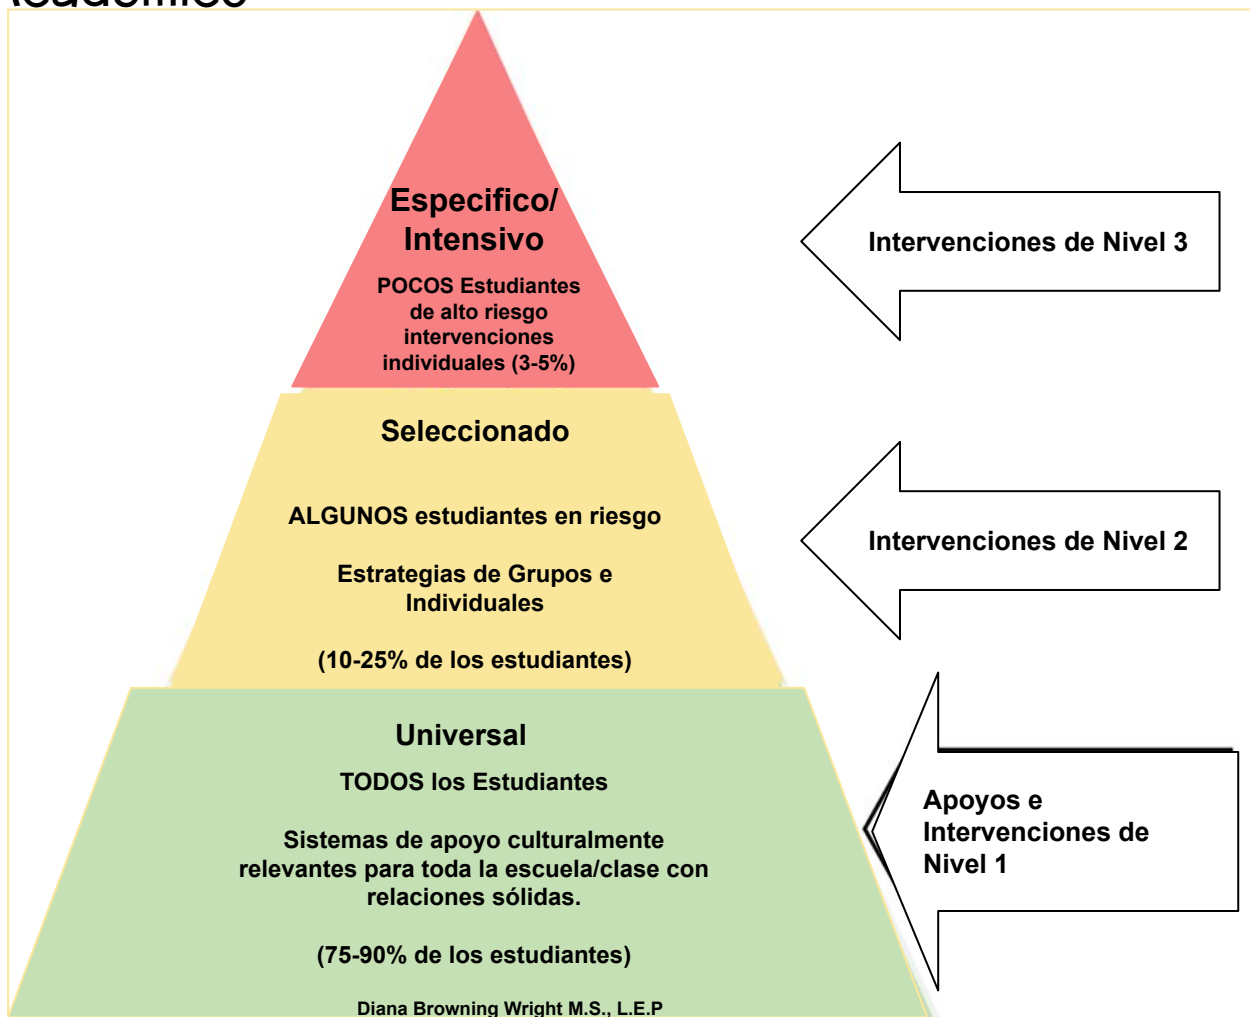 Académico
Especifico/
Intensivo
POCOS Estudiantes
de alto riesgo
intervenciones
individuales (3-5%)
Intervenciones de Nivel 3
Seleccionado
ALGUNOS estudiantes en riesgo
Estrategias de Grupos e
Individuales
(10-25% de los estudiantes)
Intervenciones de Nivel 2
Universal
TODOS los Estudiantes
Sistemas de apoyo culturalmente
relevantes para toda la escuela/clase con
relaciones sólidas.
(75-90% de los estudiantes)
Diana Browning Wright M.S., L.E.P
Apoyos e
Intervenciones de
Nivel 1